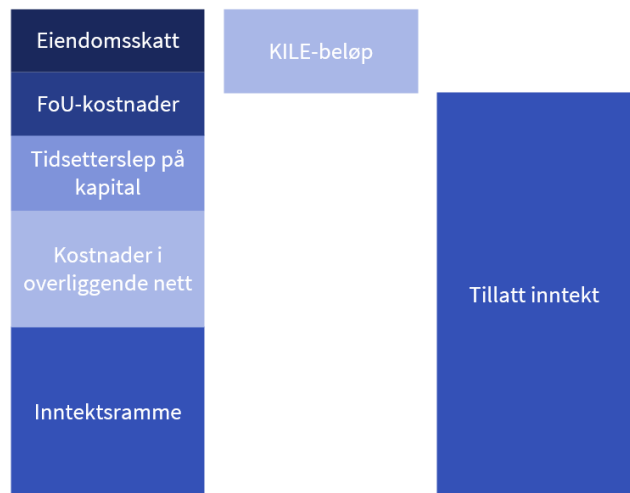 Eiendomsskatt
FoU-kostnader
Tidsetterslep på
kapital
Kostnader i
overliggende nett
Inntektsramme
KILE-beløp
Tillatt inntekt